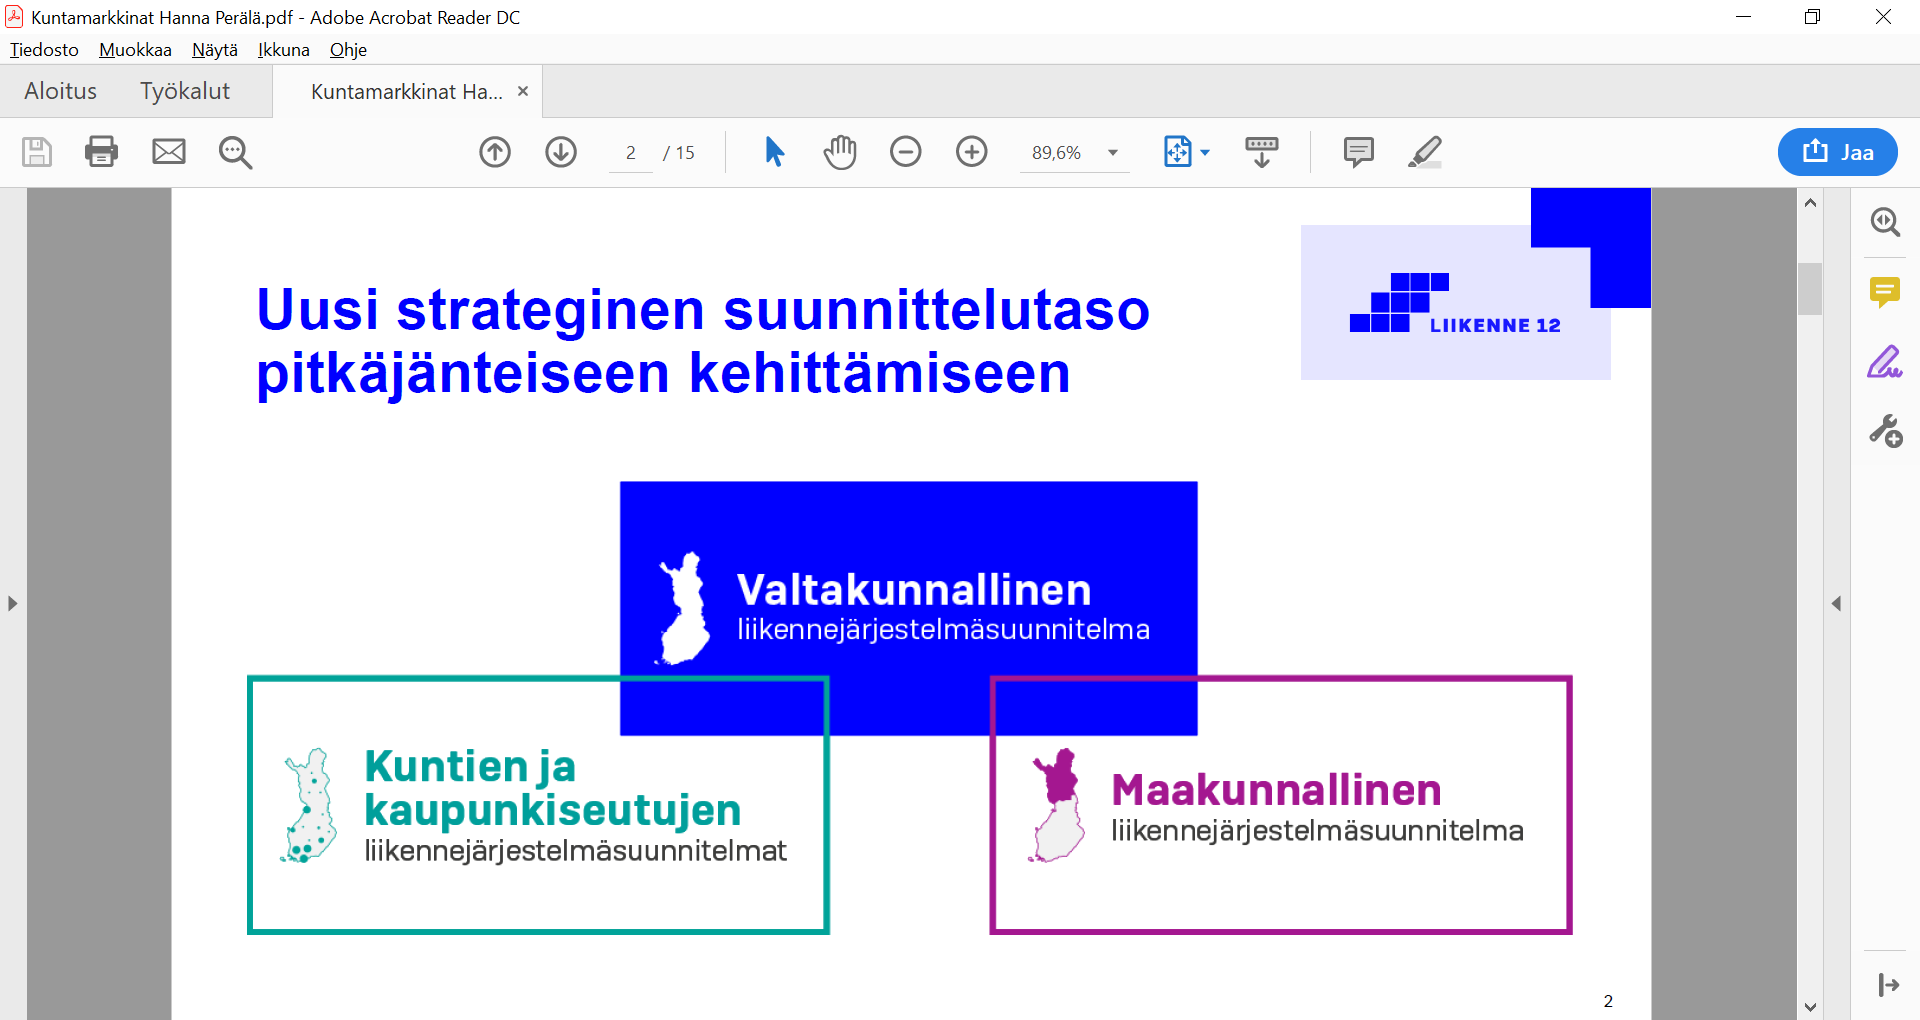 Kuntamarkkinat Hanna Perälä.pdf - Adobe Acrobat Reader DC
Tiedosto Muokkaa Näytä Ikkuna Ohje
Aloitus Työkalut Kuntamarkkinat Ha...
2 / 15 89,6% Jaa
LIIKENNE 12
Uusi strateginen suunnittelutaso
pitkäjänteiseen kehittämiseen
Valtakunnallinen
liikennejärjestelmäsuunnitelma
Kuntien ja
kaupunkiseutujen
liikennejärjestelmäsuunnitelmat
Maakunnallinen
liikennejärjestelmäsuunnitelma
2